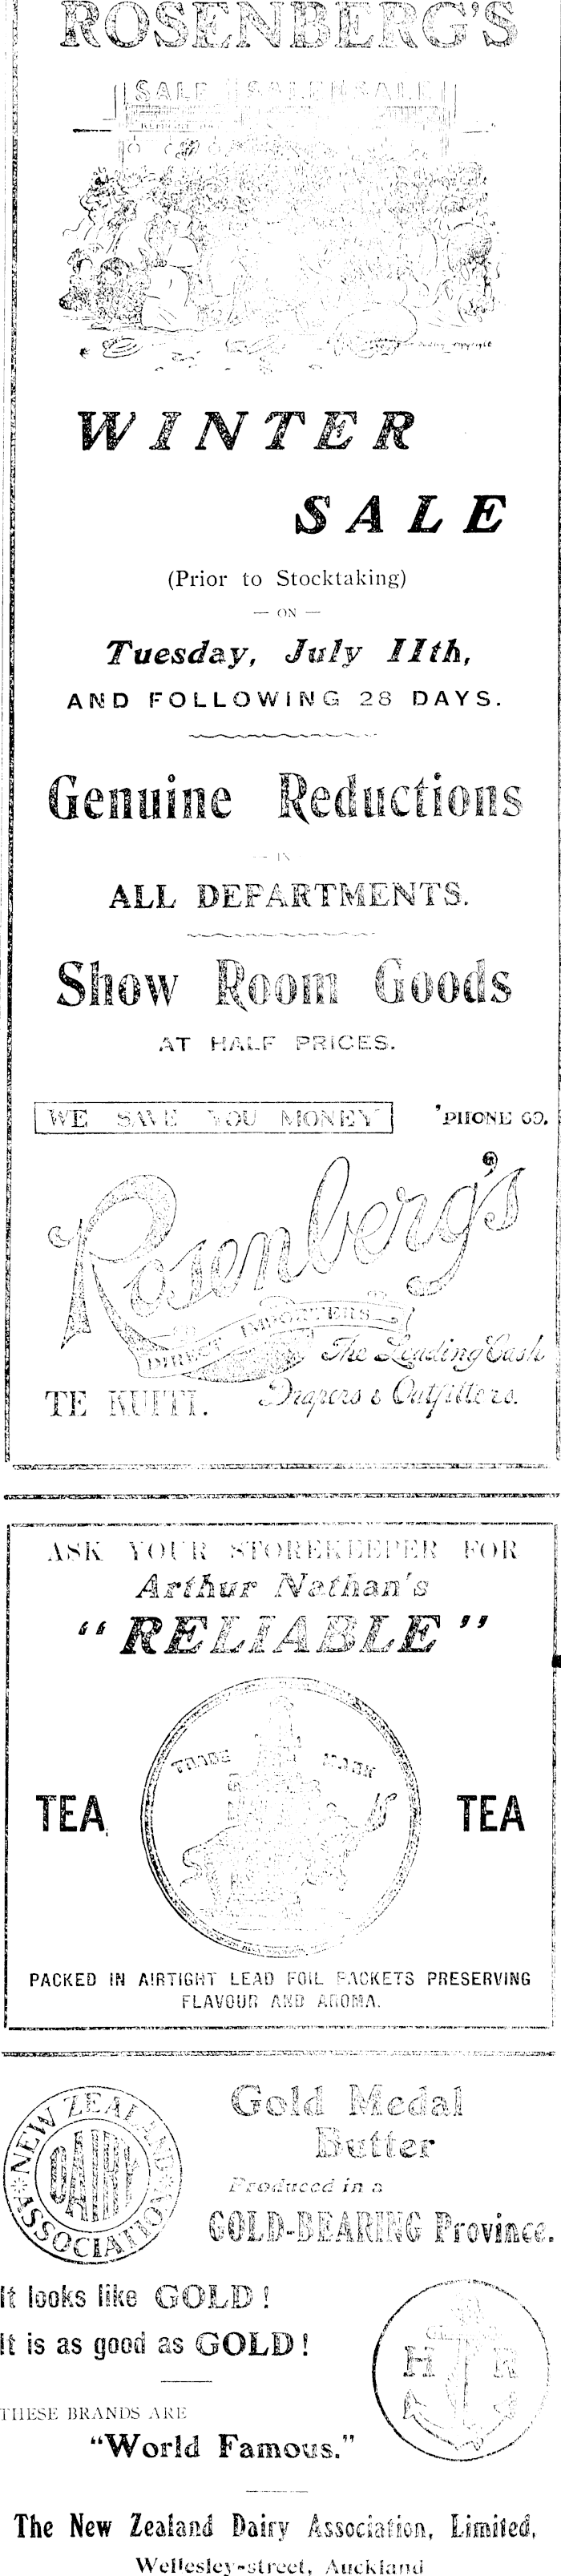 ROSENBERG'S
SALE SALE SALE
WINTER
SALE
(Prior to Stocktaking)
— ON —
Tuesday, July 11th,
AND FOLLOWING 28 DAYS.
Genuine Reductions
— IN
ALL DEPARTMENTS.
Show Room Goods
AT HALF PRICES.
WE SAVE YOU MONEY
'PHONE 60.
Rosenberg's
DIRECT IMPORTERS
The Leading Cash
Drapers & Outfitters.
TE KUITI.
ASK YOUR STOREKEEPER FOR
Arthur Nathan's
"RELIABLE"
TRADE MARK
TEA
TEA
PACKED IN AIRTIGHT LEAD FOIL PACKETS PRESERVING
FLAVOUR AND AROMA.
NEW ZEALAND
DAIRY
ASSOCIATION
Gold Medal
Butter
Produced in a
GOLD-BEARING Province.
It looks like GOLD!
It is as good as GOLD!
H R
THESE BRANDS ARE
"World Famous."
The New Zealand Dairy Association, Limited,
Wellesley-street, Auckland